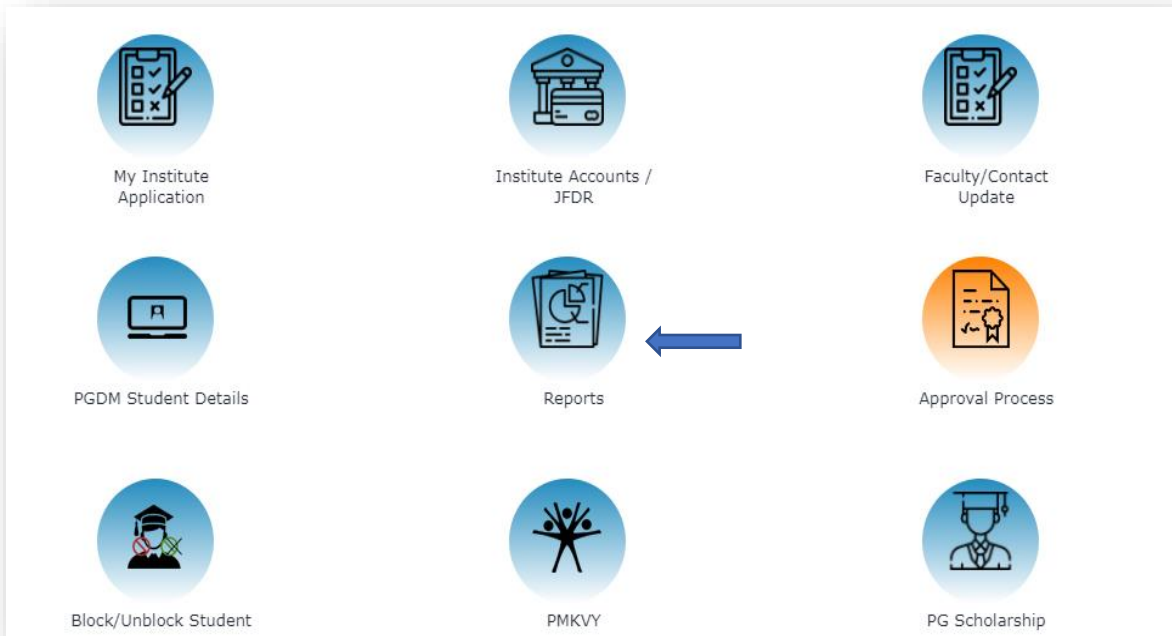 My Institute
Application
Institute Accounts /
JFDR
Faculty/Contact
Update
PGDM Student Details
Reports
Approval Process
Block/Unblock Student
PMKVY
PG Scholarship